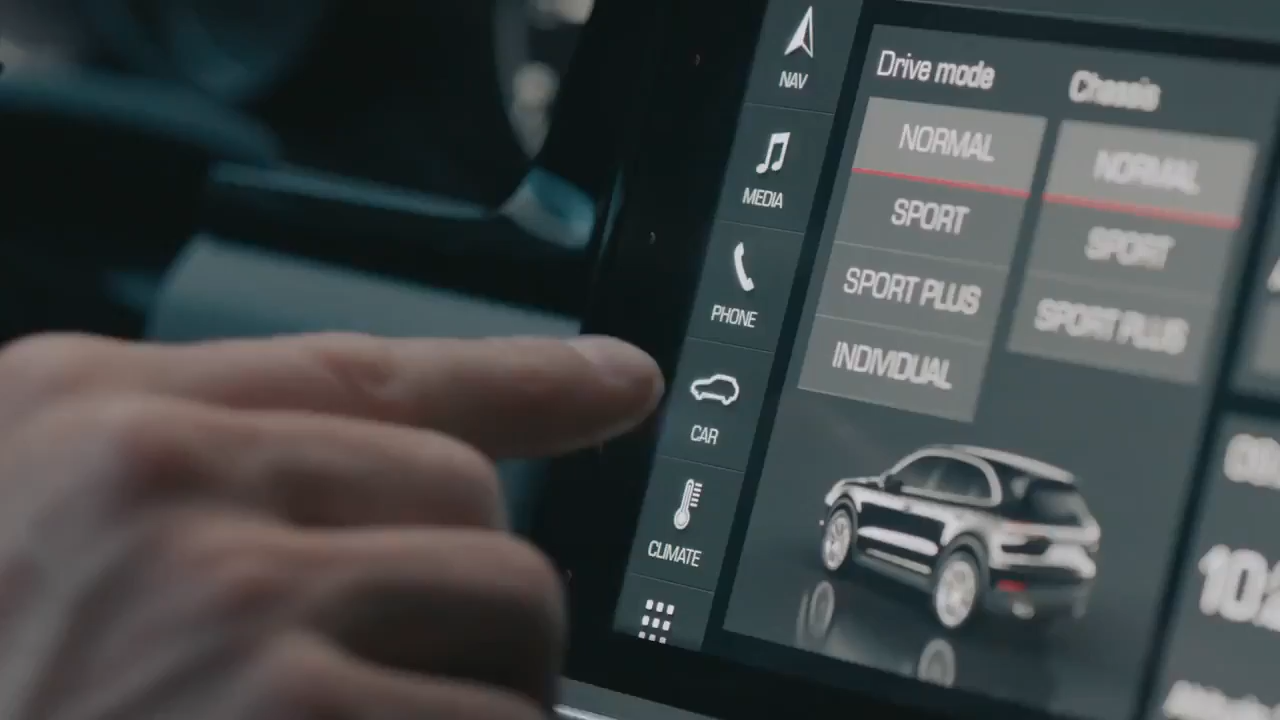 NAV
MEDIA
PHONE
CAR
CLIMATE
Drive mode
NORMAL
SPORT
SPORT PLUS
INDIVIDUAL
Chassis
NORMAL
SPORT
SPORT PLUS